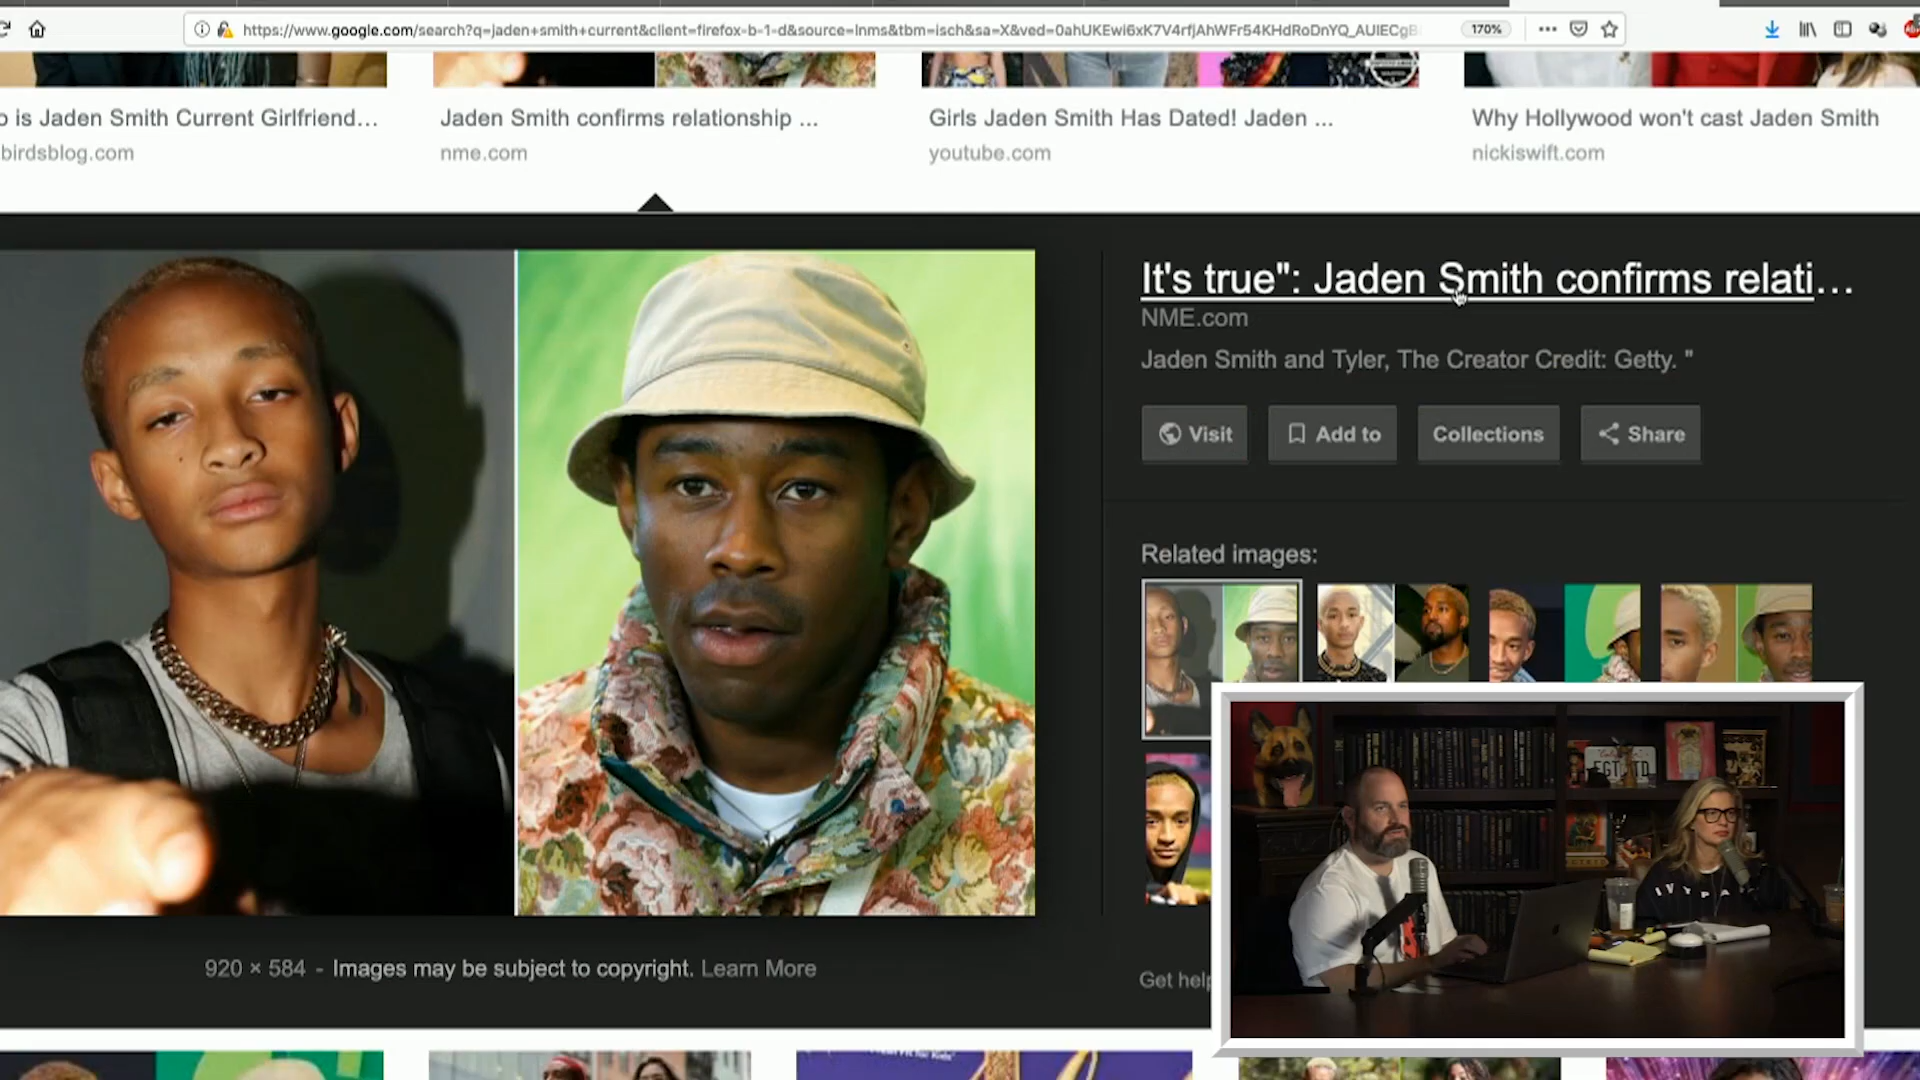 https://www.google.com/search?q=jaden+smith+current&client=firefox-b-1-d&source=lnms&tbm=isch&sa=X&ved=0ahUKEwi6xK7V4rfjAhWFr54KHdRoDnYQ_AUIECgB
170%
o is Jaden Smith Current Girlfriend...
birdsblog.com
Jaden Smith confirms relationship ...
nme.com
Girls Jaden Smith Has Dated! Jaden ...
youtube.com
Why Hollywood won't cast Jaden Smith
nickiswift.com
It's true": Jaden Smith confirms relati...
NME.com
Jaden Smith and Tyler, The Creator Credit: Getty. "
Visit
Add to
Collections
Share
Related images:
920 × 584 - Images may be subject to copyright. Learn More
Get help